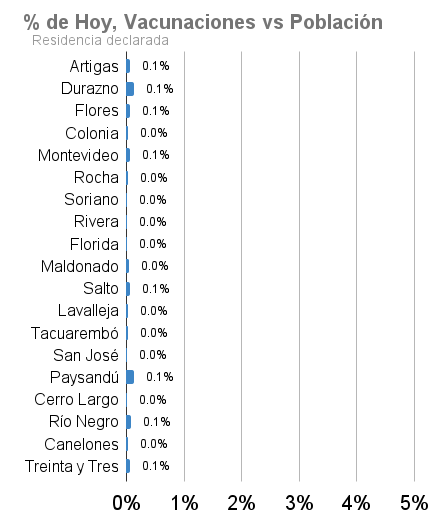 % de Hoy, Vacunaciones vs Población
Residencia declarada
Artigas 0.1%
Durazno 0.1%
Flores 0.1%
Colonia 0.0%
Montevideo 0.1%
Rocha 0.0%
Soriano 0.0%
Rivera 0.0%
Florida 0.0%
Maldonado 0.0%
Salto 0.1%
Lavalleja 0.0%
Tacuarembó 0.0%
San José 0.0%
Paysandú 0.1%
Cerro Largo 0.0%
Río Negro 0.1%
Canelones 0.0%
Treinta y Tres 0.1%
0% 1% 2% 3% 4% 5%